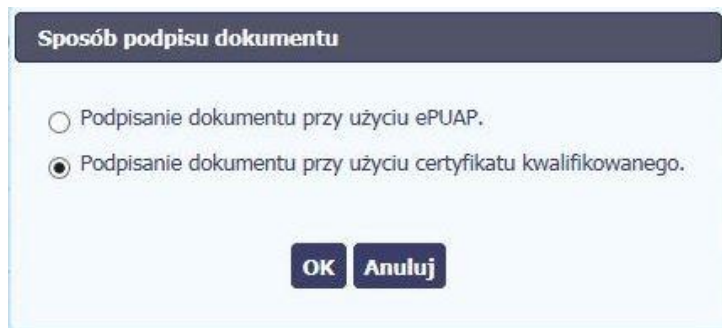 Sposób podpisu dokumentu
Podpisanie dokumentu przy użyciu ePUAP.
Podpisanie dokumentu przy użyciu certyfikatu kwalifikowanego.
OK Anuluj